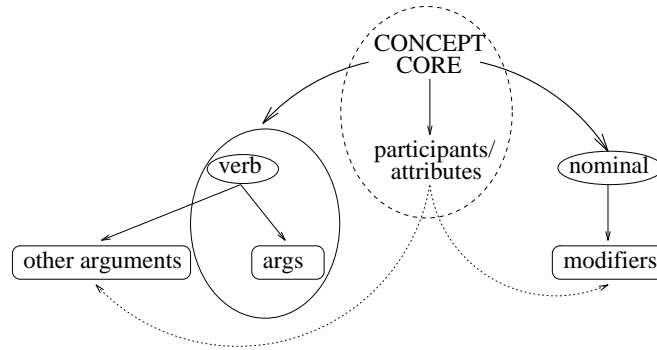 CONCEPT
CORE
participants/
attributes
verb
nominal
other arguments
args
modifiers